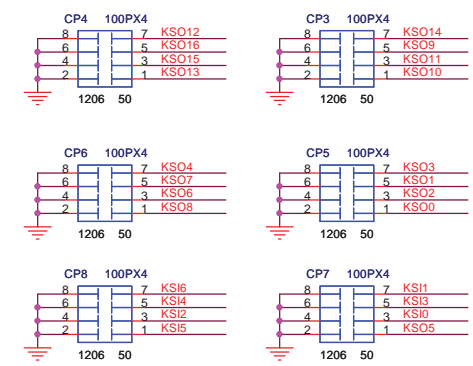 CP4 100PX4 CP3 100PX4
8 7 KSO12 8 7 KSO14
6 5 KSO16 6 5 KSO9
4 3 KSO15 4 3 KSO11
2 1 KSO13 2 1 KSO10
1206 50 1206 50
CP6 100PX4 CP5 100PX4
8 7 KSO4 8 7 KSO3
6 5 KSO7 6 5 KSO1
4 3 KSO6 4 3 KSO2
2 1 KSO8 2 1 KSO0
1206 50 1206 50
CP8 100PX4 CP7 100PX4
8 7 KSI6 8 7 KSI1
6 5 KSI4 6 5 KSI3
4 3 KSI2 4 3 KSI0
2 1 KSI5 2 1 KSO5
1206 50 1206 50